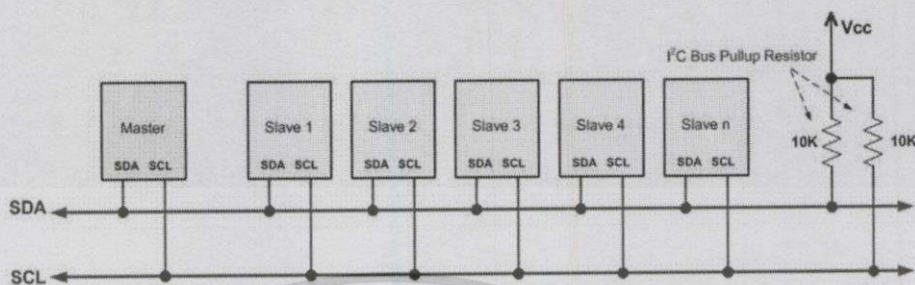 Vcc
I²C Bus Pullup Resistor
Master
Slave 1
Slave 2
Slave 3
Slave 4
Slave n
10K
10K
SDA SCL
SDA SCL
SDA SCL
SDA SCL
SDA SCL
SDA SCL
SDA
SCL